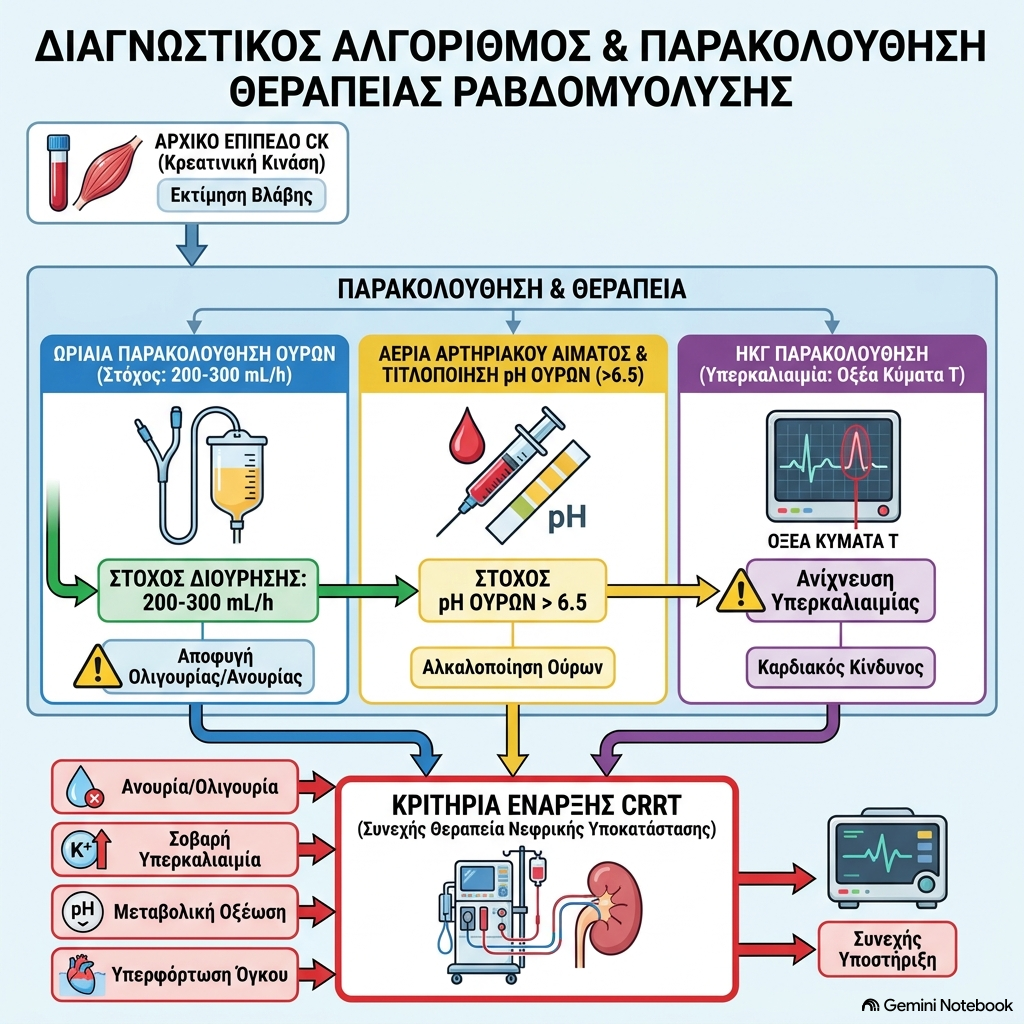 ΔΙΑΓΝΩΣΤΙΚΟΣ ΑΛΓΟΡΙΘΜΟΣ & ΠΑΡΑΚΟΛΟΥΘΗΣΗ
ΘΕΡΑΠΕΙΑΣ ΡΑΒΔΟΜΥΟΛΥΣΗΣ
ΑΡΧΙΚΟ ΕΠΙΠΕΔΟ CK
(Κρεατινική Κινάση)
Εκτίμηση Βλάβης
ΠΑΡΑΚΟΛΟΥΘΗΣΗ & ΘΕΡΑΠΕΙΑ
ΩΡΙΑΙΑ ΠΑΡΑΚΟΛΟΥΘΗΣΗ ΟΥΡΩΝ
(Στόχος: 200-300 mL/h)
ΣΤΟΧΟΣ ΔΙΟΥΡΗΣΗΣ:
200-300 mL/h
Αποφυγή
Ολιγουρίας/Ανουρίας
ΑΕΡΙΑ ΑΡΤΗΡΙΑΚΟΥ ΑΙΜΑΤΟΣ &
ΤΙΤΛΟΠΟΙΗΣΗ pH ΟΥΡΩΝ (>6.5)
pH
ΣΤΟΧΟΣ
pH ΟΥΡΩΝ > 6.5
Αλκαλοποίηση Ούρων
ΗΚΓ ΠΑΡΑΚΟΛΟΥΘΗΣΗ
(Υπερκαλιαιμία: Οξέα Κύματα Τ)
ΟΞΕΑ ΚΥΜΑΤΑ Τ
Ανίχνευση
Υπερκαλιαιμίας
Καρδιακός Κίνδυνος
Ανουρία/Ολιγουρία
K+
Σοβαρή
Υπερκαλιαιμία
pH
Μεταβολική Οξέωση
Υπερφόρτωση Όγκου
ΚΡΙΤΗΡΙΑ ΕΝΑΡΞΗΣ CRRT
(Συνεχής Θεραπεία Νεφρικής Υποκατάστασης)
Συνεχής
Υποστήριξη
Gemini Notebook